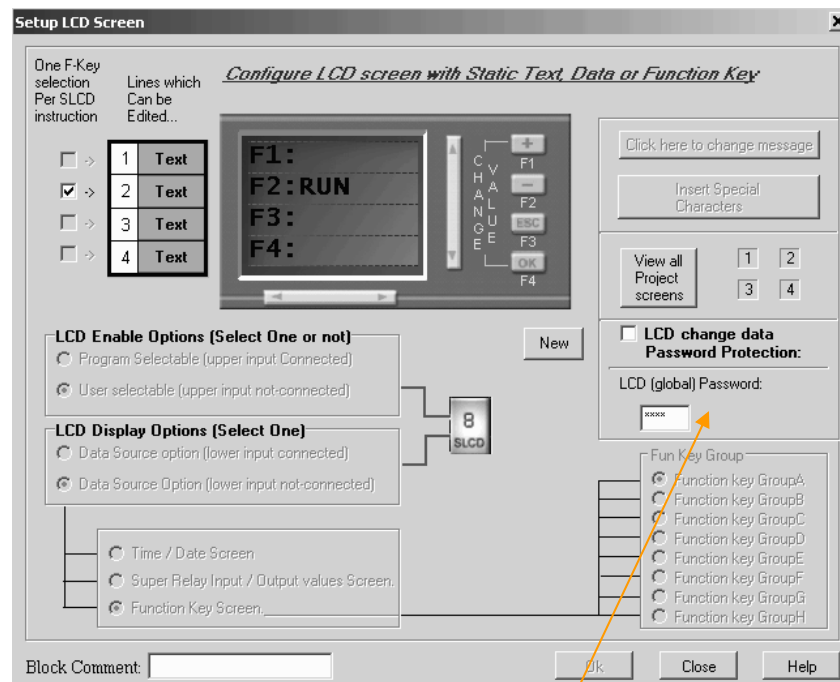 Setup LCD Screen
One F-Key
selection
Per SLCD
instruction
Lines which
Can be
Edited...
Configure LCD screen with Static Text, Data or Function Key
-> 1 Text
-> 2 Text
-> 3 Text
-> 4 Text
F1:
F2:RUN
F3:
F4:
CHANGE
VALUE
+
F1
-
F2
ESC
F3
OK
F4
Click here to change message
Insert Special
Characters
View all
Project
screens
1 2
3 4
LCD change data
Password Protection:
LCD (global) Password:
xxxx
New
LCD Enable Options (Select One or not)
Program Selectable (upper input Connected)
User selectable (upper input not-connected)
8
SLCD
LCD Display Options (Select One)
Data Source option (lower input connected)
Data Source Option (lower input not-connected)
Time / Date Screen
Super Relay Input / Output values Screen.
Function Key Screen.
Fun Key Group
Function key GroupA
Function key GroupB
Function key GroupC
Function key GroupD
Function key GroupE
Function key GroupF
Function key GroupG
Function key GroupH
Block Comment:
Ok
Close
Help